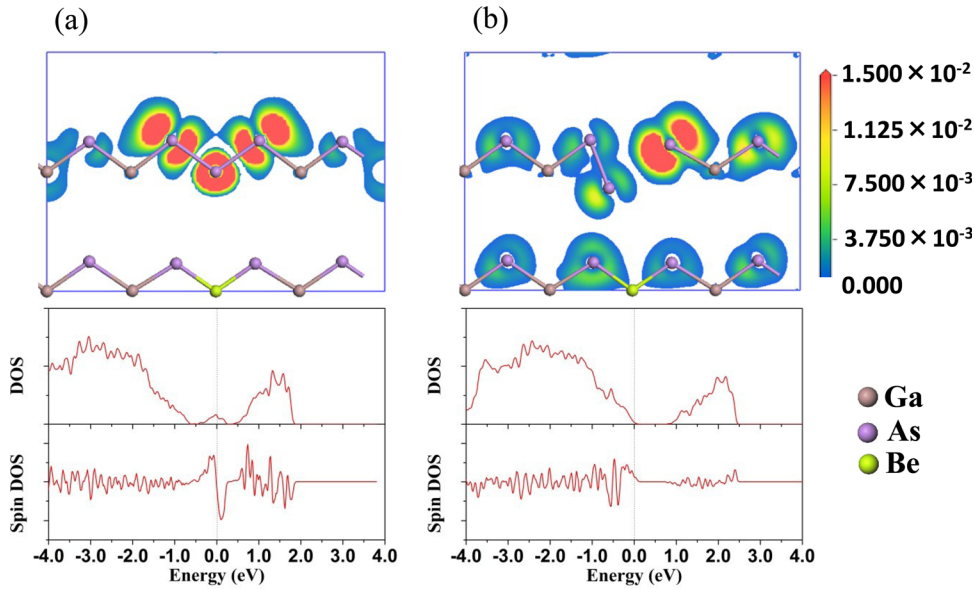 (a)
(b)
1.500 × 10-2
1.125 × 10-2
7.500 × 10-3
3.750 × 10-3
0.000
DOS
DOS
Ga
As
Be
Spin DOS
Spin DOS
-4.0 -3.0 -2.0 -1.0 0.0 1.0 2.0 3.0 4.0
Energy (eV)
-4.0 -3.0 -2.0 -1.0 0.0 1.0 2.0 3.0 4.0
Energy (eV)